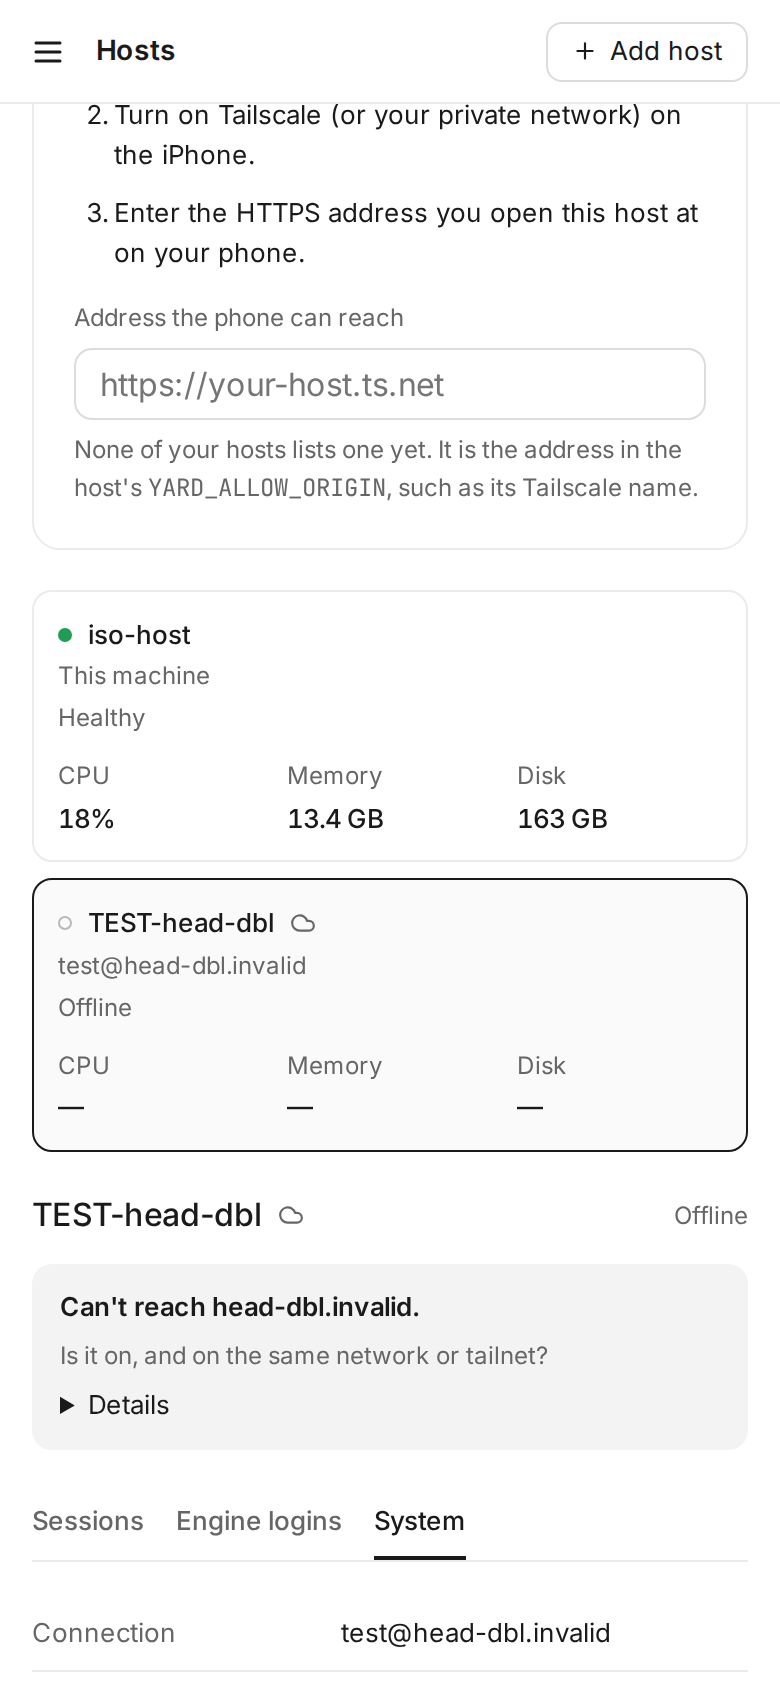 Hosts
+ Add host
2. Turn on Tailscale (or your private network) on
the iPhone.
3. Enter the HTTPS address you open this host at
on your phone.
Address the phone can reach
https://your-host.ts.net
None of your hosts lists one yet. It is the address in the
host's YARD_ALLOW_ORIGIN, such as its Tailscale name.
iso-host
This machine
Healthy
CPU Memory Disk
18% 13.4 GB 163 GB
TEST-head-dbl
test@head-dbl.invalid
Offline
CPU Memory Disk
— — —
TEST-head-dbl Offline
Can't reach head-dbl.invalid.
Is it on, and on the same network or tailnet?
Details
Sessions Engine logins System
Connection test@head-dbl.invalid